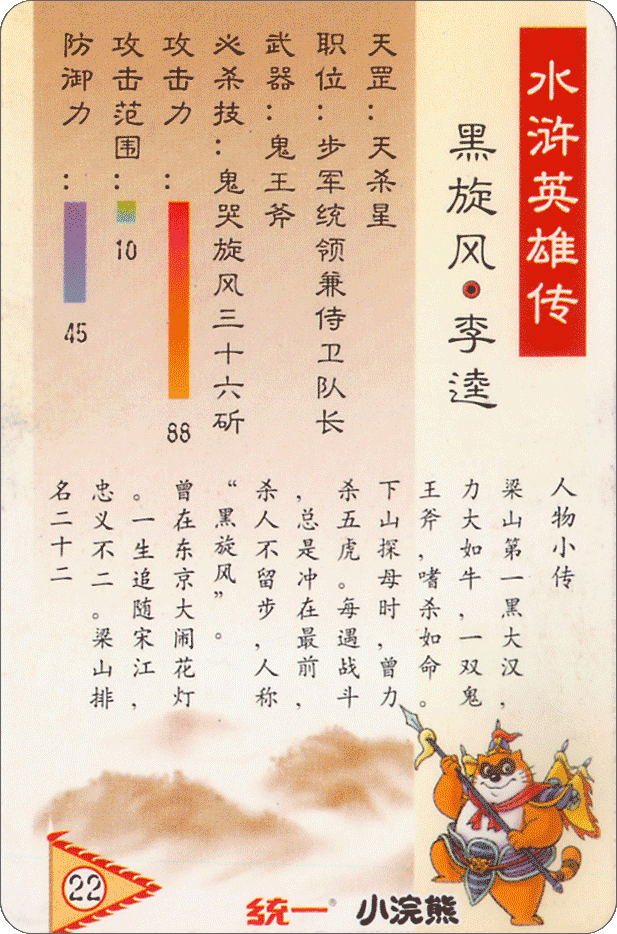 水浒英雄传
黑旋风·李逵
天罡：天杀星
职位：步军统领兼侍卫队长
武器：鬼王斧
必杀技：鬼哭旋风三十六斫
攻击力：
88
攻击范围：
10
防御力：
45
人物小传
梁山第一黑大汉，
力大如牛，一双鬼
王斧，嗜杀如命。
下山探母时，曾力
杀五虎。每遇战斗
，总是冲在最前，
杀人不留步，人称
“黑旋风”。
曾在东京大闹花灯
。一生追随宋江，
忠义不二。梁山排
名二十二
22
统一® 小浣熊